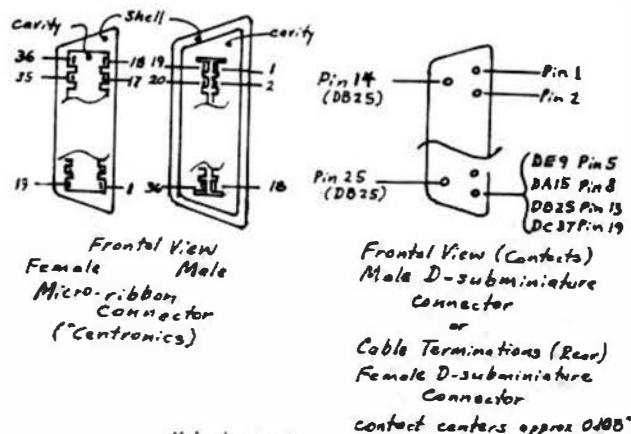 cavity shell cavity
36 18 19 1
35 17 20 2
19 1 36 18
Frontal View
Female Male
Micro-ribbon
Connector
("Centronics)
Pin 14
(DB25)
Pin 1
Pin 2
Pin 25
(DB25)
DE9 Pin 5
DA15 Pin 8
DB25 Pin 13
DC37 Pin 19
Frontal View (Contacts)
Male D-subminiature
Connector
or
Cable Terminations (Rear)
Female D-subminiature
Connector
contact centers approx